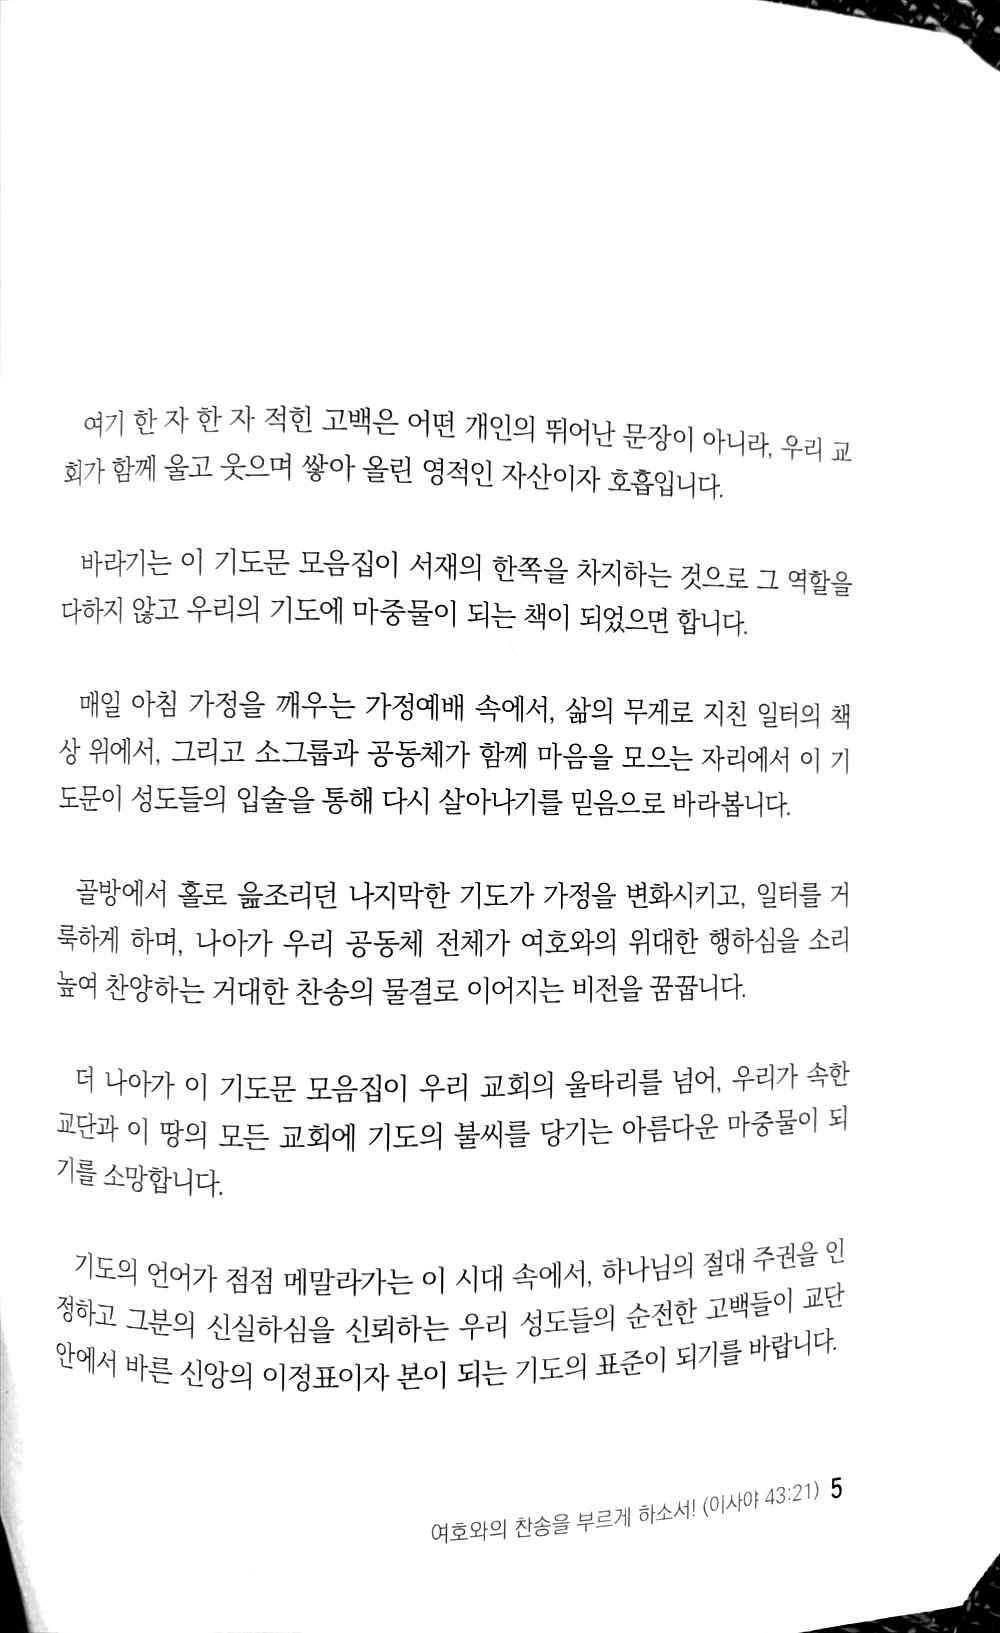 여기 한 자 한 자 적힌 고백은 어떤 개인의 뛰어난 문장이 아니라, 우리 교
회가 함께 울고 웃으며 쌓아 올린 영적인 자산이자 호흡입니다.
바라기는 이 기도문 모음집이 서재의 한쪽을 차지하는 것으로 그 역할을
다하지 않고 우리의 기도에 마중물이 되는 책이 되었으면 합니다.
매일 아침 가정을 깨우는 가정예배 속에서, 삶의 무게로 지친 일터의 책
상 위에서, 그리고 소그룹과 공동체가 함께 마음을 모으는 자리에서 이 기
도문이 성도들의 입술을 통해 다시 살아나기를 믿음으로 바라봅니다.
골방에서 홀로 읊조리던 나지막한 기도가 가정을 변화시키고, 일터를 거
룩하게 하며, 나아가 우리 공동체 전체가 여호와의 위대한 행하심을 소리
높여 찬양하는 거대한 찬송의 물결로 이어지는 비전을 꿈꿉니다.
더 나아가 이 기도문 모음집이 우리 교회의 울타리를 넘어, 우리가 속한
교단과 이 땅의 모든 교회에 기도의 불씨를 당기는 아름다운 마중물이 되
기를 소망합니다.
기도의 언어가 점점 메말라가는 이 시대 속에서, 하나님의 절대 주권을 인
정하고 그분의 신실하심을 신뢰하는 우리 성도들의 순전한 고백들이 교단
안에서 바른 신앙의 이정표이자 본이 되는 기도의 표준이 되기를 바랍니다.
여호와의 찬송을 부르게 하소서! (이사야 43:21) 5